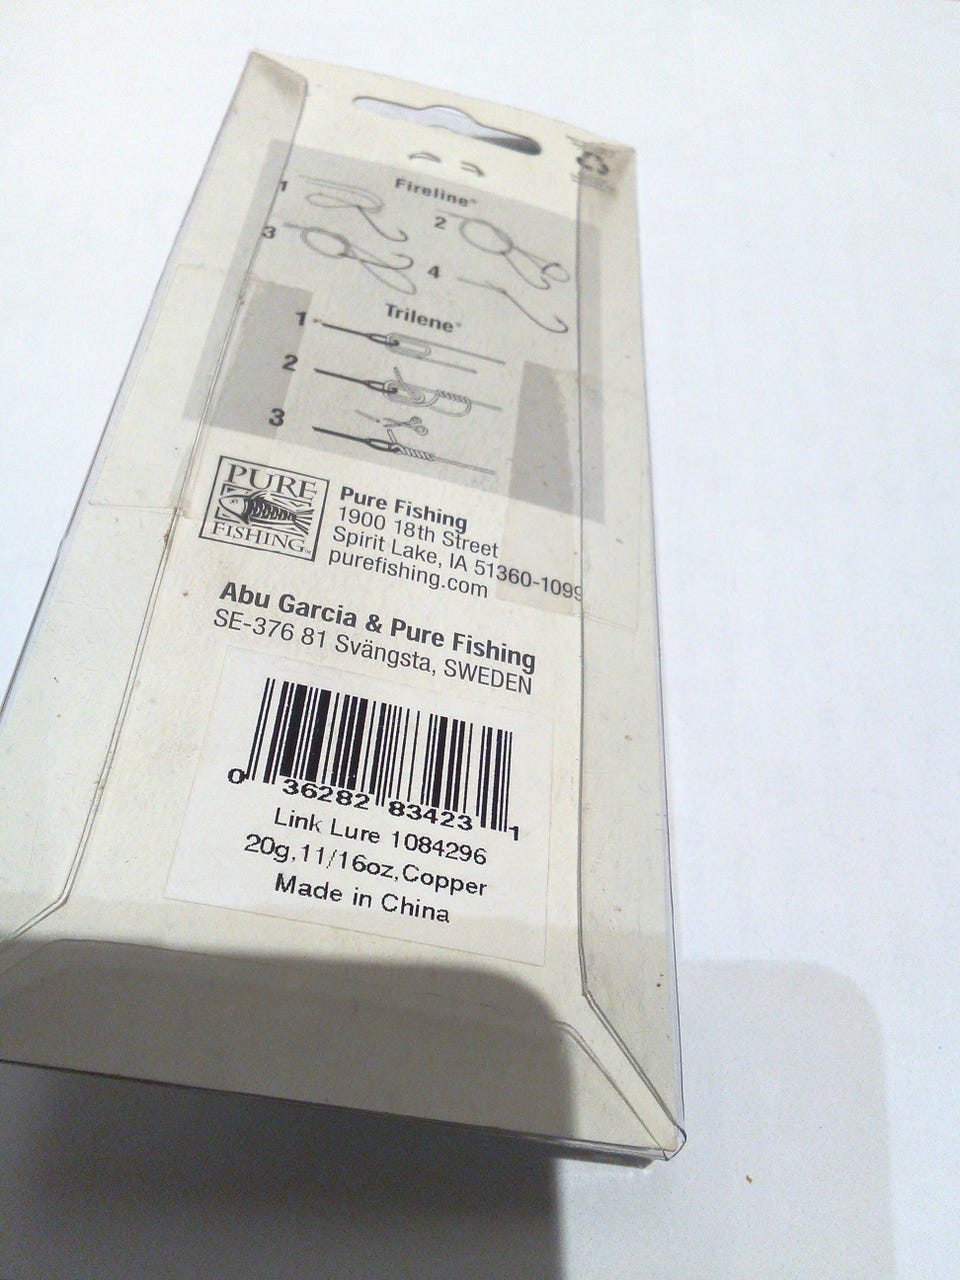 Fireline®
1
2
3
4
Trilene®
1
2
3
PURE
FISHING™
Pure Fishing
1900 18th Street
Spirit Lake, IA 51360-1099
purefishing.com
Abu Garcia & Pure Fishing
SE-376 81 Svängsta, SWEDEN
0 36282 83423 1
Link Lure 1084296
20g,11/16oz,Copper
Made in China